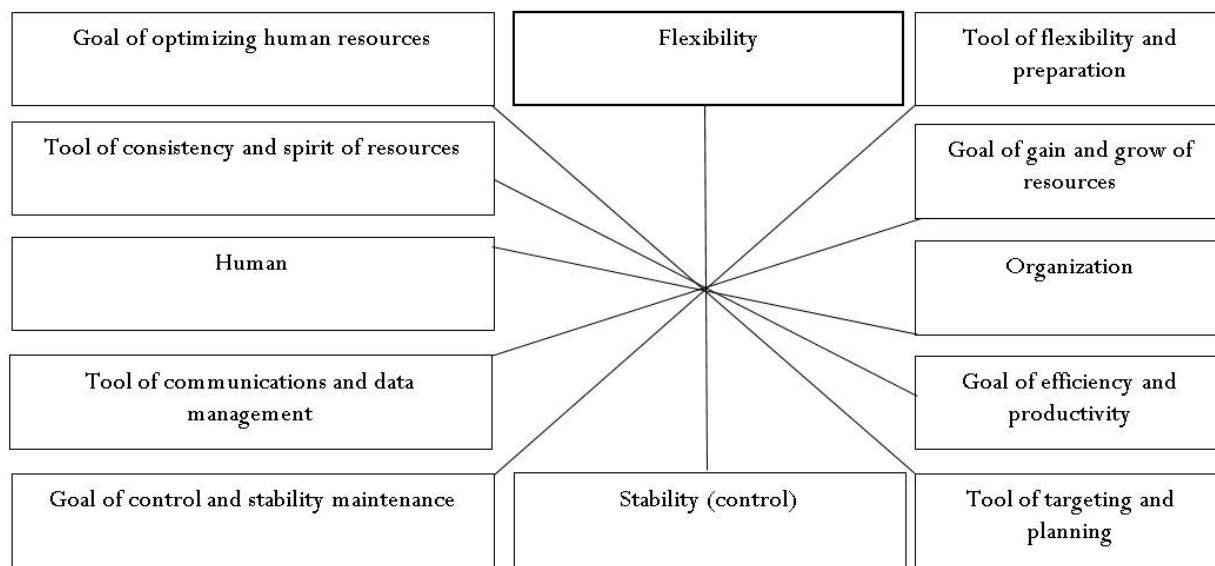 Goal of optimizing human resources
Flexibility
Tool of flexibility and
preparation
Tool of consistency and spirit of resources
Goal of gain and grow of
resources
Human
Organization
Tool of communications and data
management
Goal of efficiency and
productivity
Goal of control and stability maintenance
Stability (control)
Tool of targeting and
planning